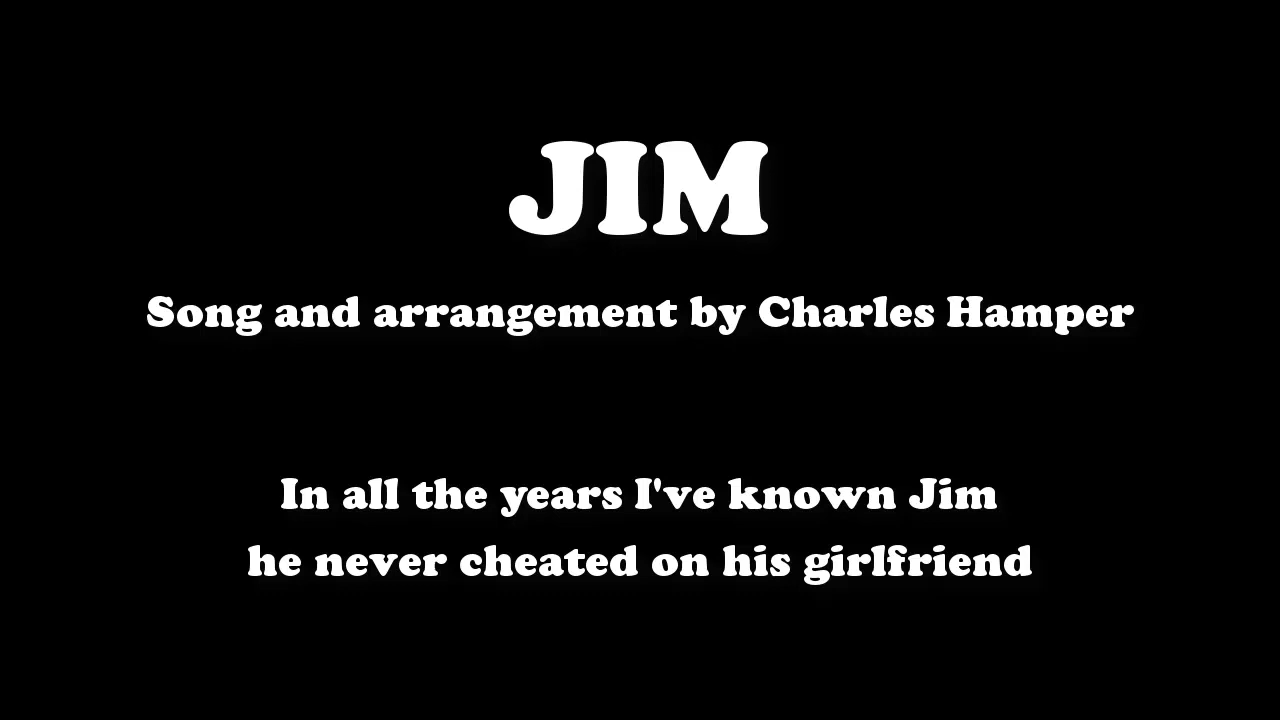 JIM
Song and arrangement by Charles Hamper
In all the years I've known Jim
he never cheated on his girlfriend